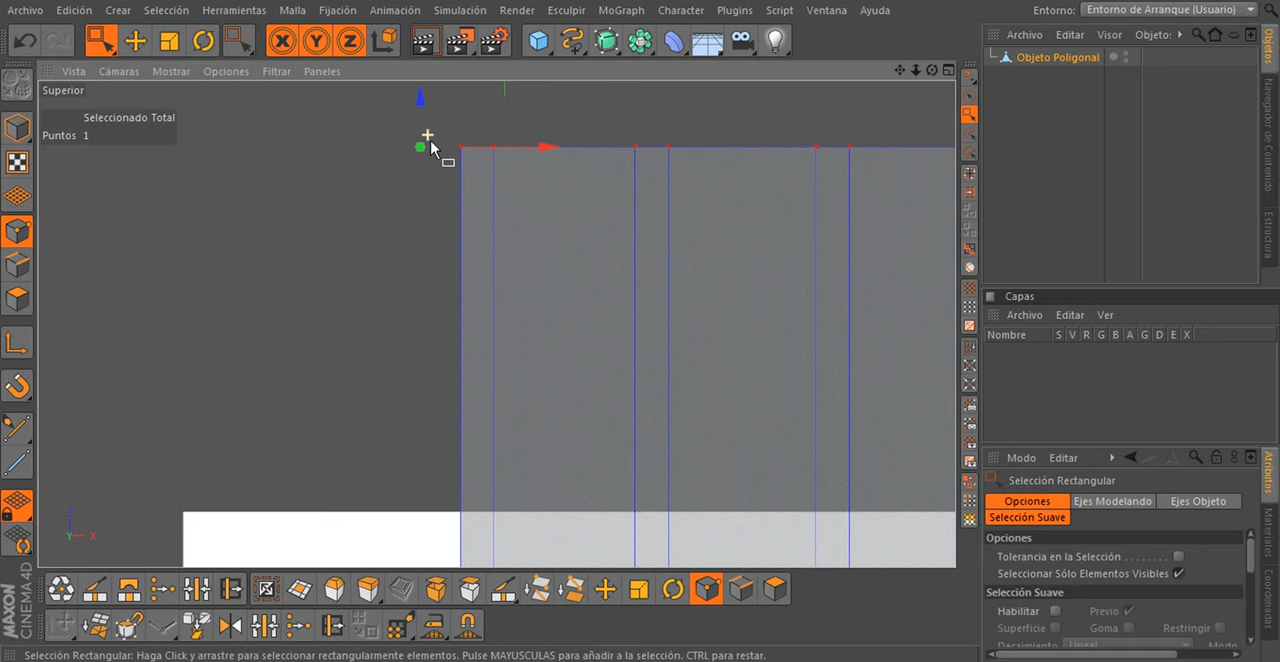 Archivo Edición Crear Selección Herramientas Malla Fijación Animación Simulación Render Esculpir MoGraph Character Plugins Script Ventana Ayuda Entorno: Entorno de Arranque (Usuario)
X Y Z
Archivo Editar Visor Objeto:
Vista Cámaras Mostrar Opciones Filtrar Paneles
Objeto Poligonal
Superior
Seleccionado Total
Puntos 1
Objetos
Navegador de Contenido
Estructura
Capas
Archivo Editar Ver
Nombre S V R G B A G D E X
Modo Editar
Selección Rectangular
Opciones Ejes Modelando Ejes Objeto
Selección Suave
Opciones
Tolerancia en la Selección
Seleccionar Sólo Elementos Visibles
Selección Suave
Habilitar Previo
Superficie Goma Restringir
Decaimiento Lineal Modo
Atributos
Materiales
Coordenadas
Y X
MAXON
CINEMA 4D
Selección Rectangular: Haga Click y arrastre para seleccionar rectangularmente elementos. Pulse MAYUSCULAS para añadir a la selección. CTRL para restar.